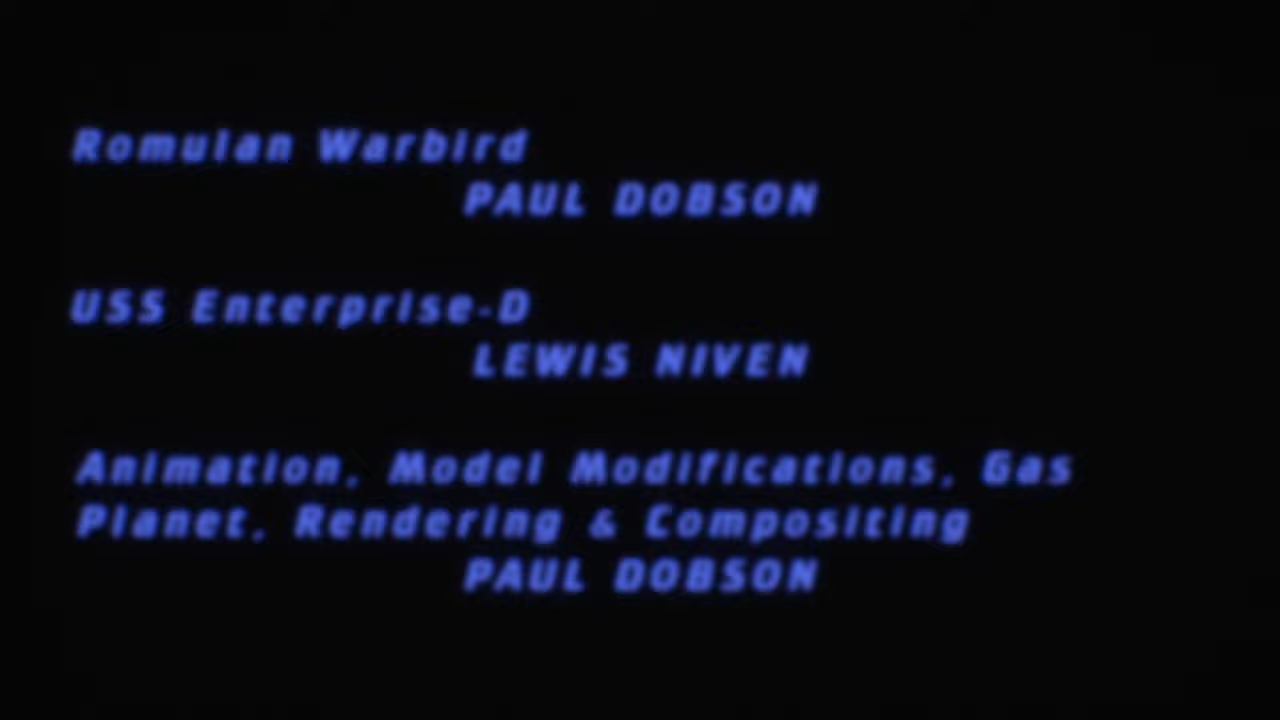 Romulan Warbird
PAUL DOBSON
USS Enterprise-D
LEWIS NIVEN
Animation, Model Modifications, Gas
Planet, Rendering & Compositing
PAUL DOBSON